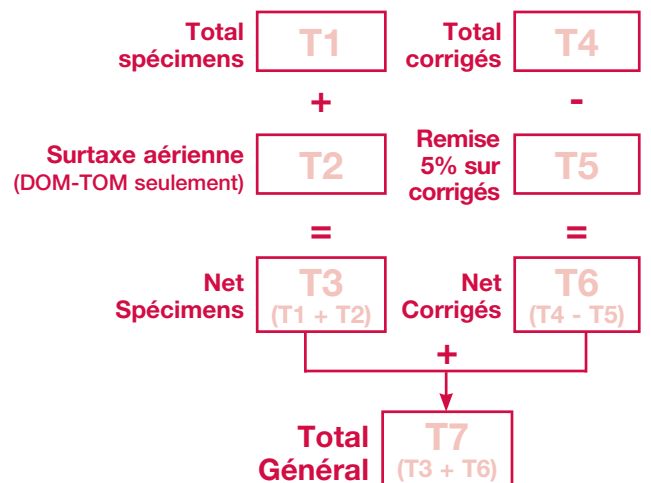 Total
spécimens
T1
Total
corrigés
T4
+
-
Surtaxe aérienne
(DOM-TOM seulement)
T2
Remise
5% sur
corrigés
T5
=
=
Net
Spécimens
T3
(T1 + T2)
Net
Corrigés
T6
(T4 - T5)
+
Total
Général
T7
(T3 + T6)